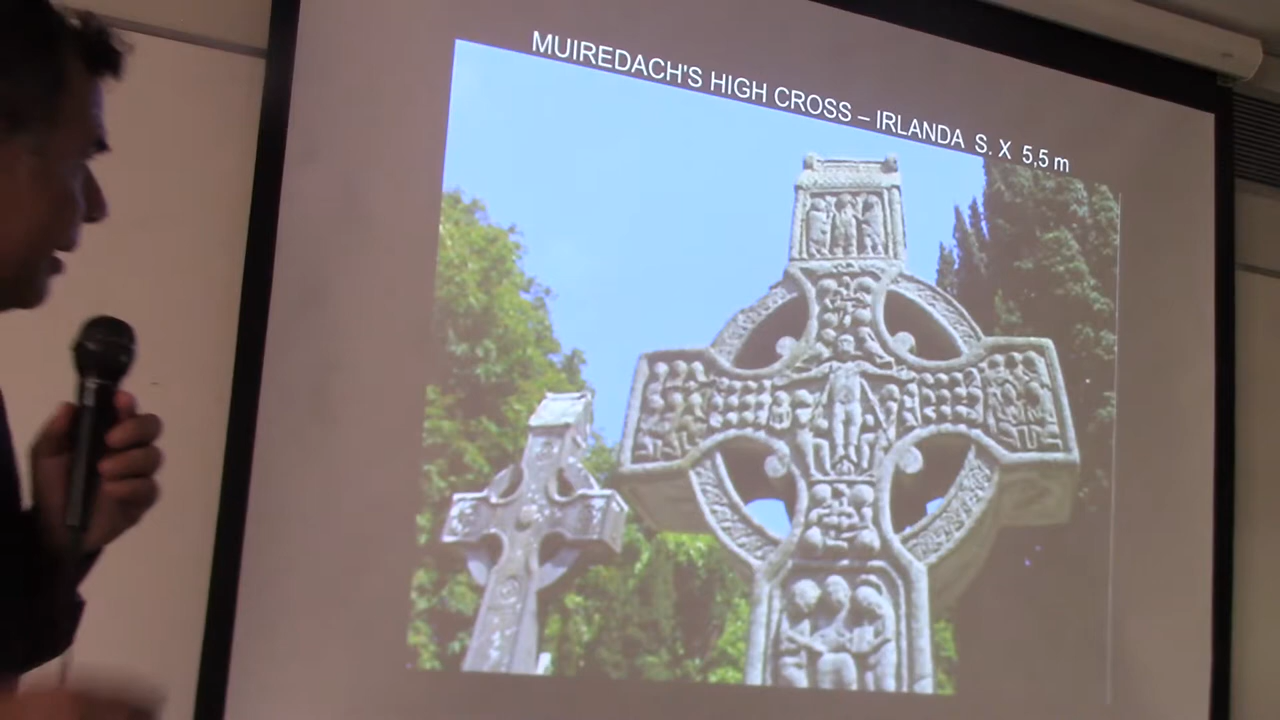 MUIREDACH'S HIGH CROSS – IRLANDA S. X 5,5 m